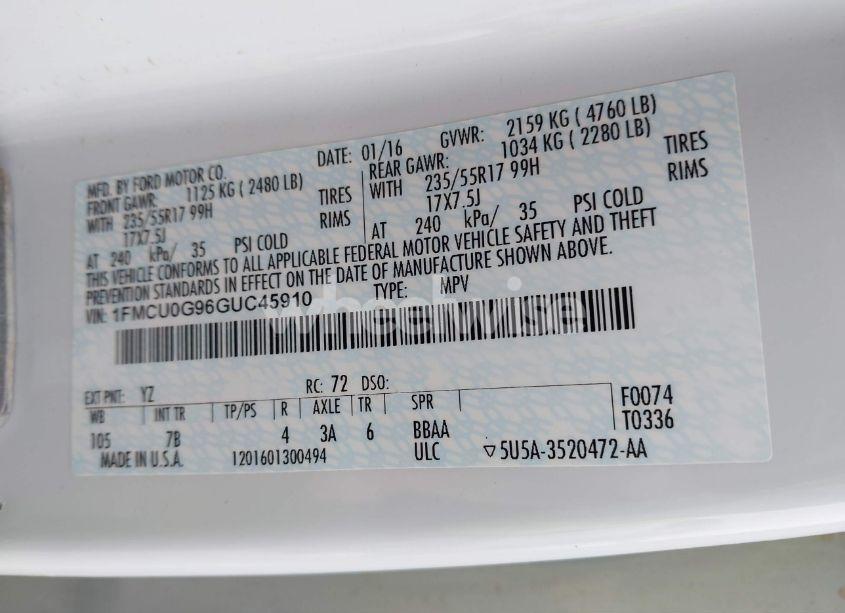 MFD. BY FORD MOTOR CO. DATE: 01/16 GVWR: 2159 KG ( 4760 LB)
FRONT GAWR: 1125 KG ( 2480 LB) REAR GAWR: 1034 KG ( 2280 LB)
WITH 235/55R17 99H TIRES WITH 235/55R17 99H TIRES
17X7.5J RIMS 17X7.5J RIMS
AT 240 kPa/ 35 PSI COLD AT 240 kPa/ 35 PSI COLD
THIS VEHICLE CONFORMS TO ALL APPLICABLE FEDERAL MOTOR VEHICLE SAFETY AND THEFT
PREVENTION STANDARDS IN EFFECT ON THE DATE OF MANUFACTURE SHOWN ABOVE.
VIN: 1FMCU0G96GUC45910 TYPE: MPV
wheelwise
EXT PNT: YZ RC: 72 DSO:
WB INT TR TP/PS R AXLE TR SPR F0074
105 7B 4 3A 6 BBAA T0336
MADE IN U.S.A. 1201601300494 ULC ▽5U5A-3520472-AA